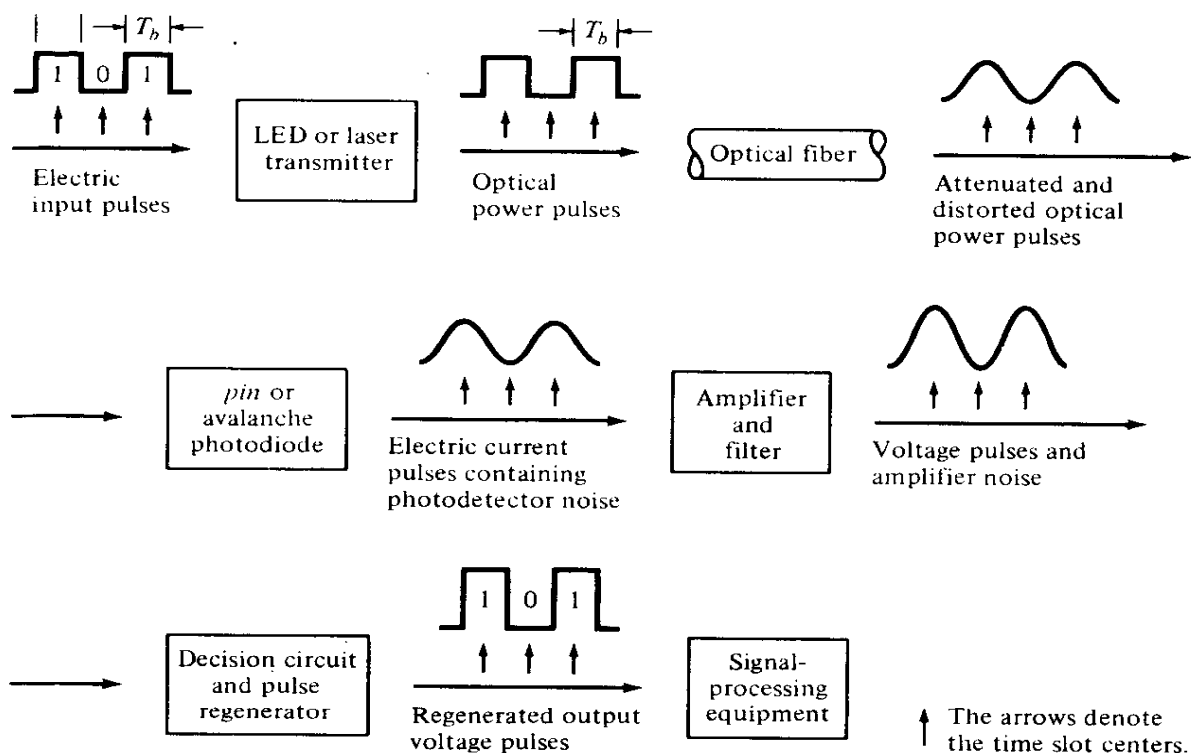 T_b
1 0 1
Electric
input pulses
LED or laser
transmitter
T_b
Optical
power pulses
Optical fiber
Attenuated and
distorted optical
power pulses
pin or
avalanche
photodiode
Electric current
pulses containing
photodetector noise
Amplifier
and
filter
Voltage pulses and
amplifier noise
Decision circuit
and pulse
regenerator
1 0 1
Regenerated output
voltage pulses
Signal-
processing
equipment
The arrows denote
the time slot centers.